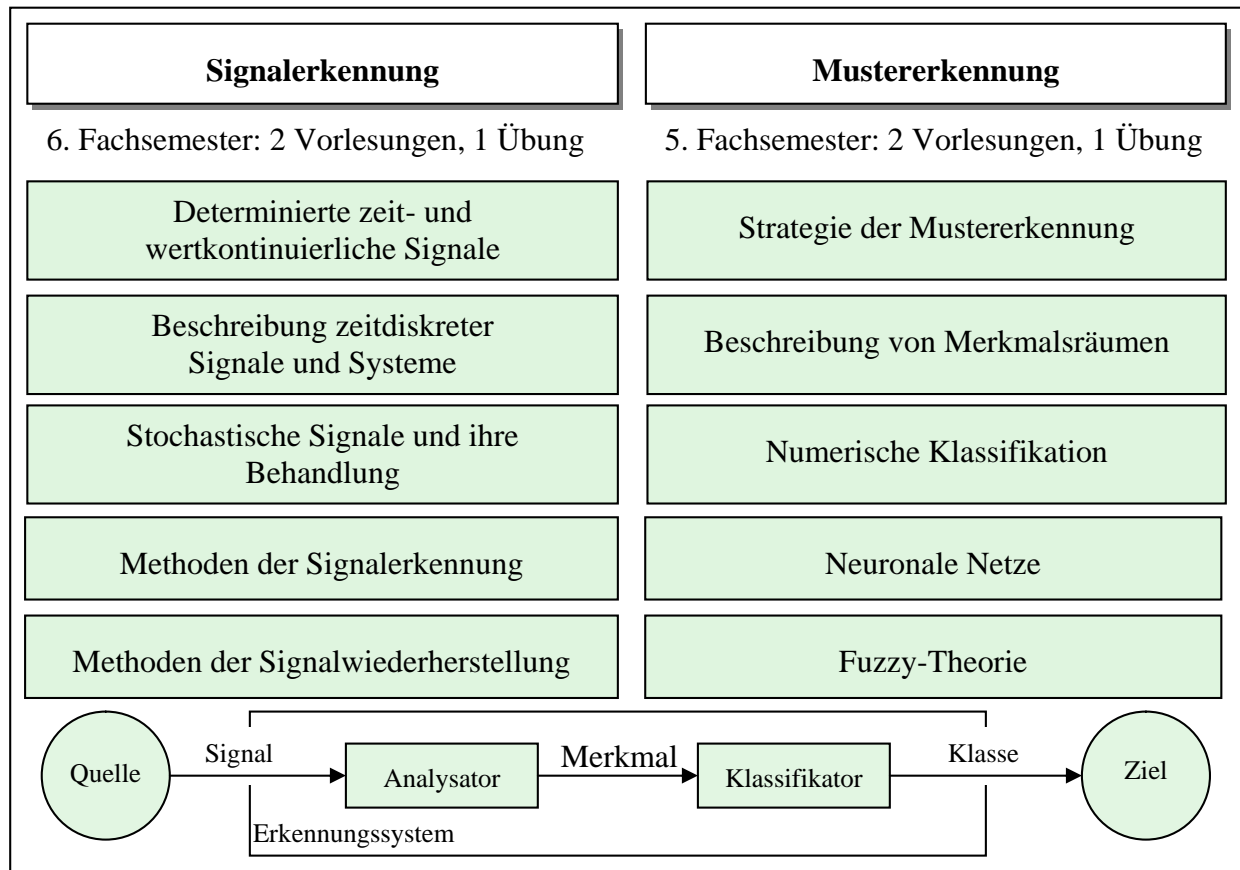 Signalerkennung
6. Fachsemester: 2 Vorlesungen, 1 Übung
Determinierte zeit- und
wertkontinuierliche Signale
Beschreibung zeitdiskreter
Signale und Systeme
Stochastische Signale und ihre
Behandlung
Methoden der Signalerkennung
Methoden der Signalwiederherstellung
Mustererkennung
5. Fachsemester: 2 Vorlesungen, 1 Übung
Strategie der Mustererkennung
Beschreibung von Merkmalsräumen
Numerische Klassifikation
Neuronale Netze
Fuzzy-Theorie
Quelle
Signal
Analysator
Merkmal
Klassifikator
Klasse
Ziel
Erkennungssystem